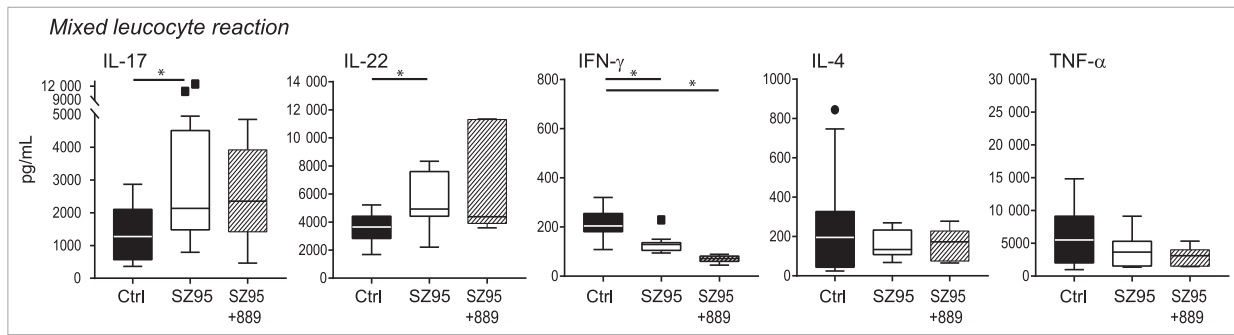 Mixed leucocyte reaction
IL-17
IL-22
IFN-γ
IL-4
TNF-α
pg/mL
12 000
9000
5000
4000
3000
2000
1000
0
*
Ctrl
SZ95
SZ95
+889
14 000
12 000
10 000
8000
6000
4000
2000
0
*
Ctrl
SZ95
SZ95
+889
800
600
400
200
0
*
*
Ctrl
SZ95
SZ95
+889
1000
800
600
400
200
0
Ctrl
SZ95
SZ95
+889
30 000
25 000
20 000
15 000
10 000
5000
0
Ctrl
SZ95
SZ95
+889